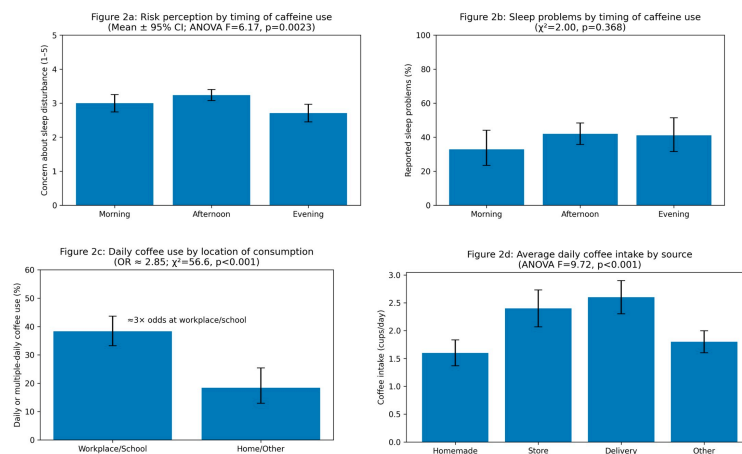 Figure 2a: Risk perception by timing of caffeine use
(Mean ± 95% CI; ANOVA F=6.17, p=0.0023)
Concern about sleep disturbance (1–5)
5
4
3
2
1
0
Morning Afternoon Evening
Figure 2b: Sleep problems by timing of caffeine use
(χ²=2.00, p=0.368)
Reported sleep problems (%)
100
80
60
40
20
0
Morning Afternoon Evening
Figure 2c: Daily coffee use by location of consumption
(OR ≈ 2.85; χ²=56.6, p<0.001)
Daily or multiple-daily coffee use (%)
60
50
40
30
20
10
0
≈3× odds at workplace/school
Workplace/School Home/Other
Figure 2d: Average daily coffee intake by source
(ANOVA F=9.72, p<0.001)
Coffee intake (cups/day)
3.0
2.5
2.0
1.5
1.0
0.5
0.0
Homemade Store Delivery Other